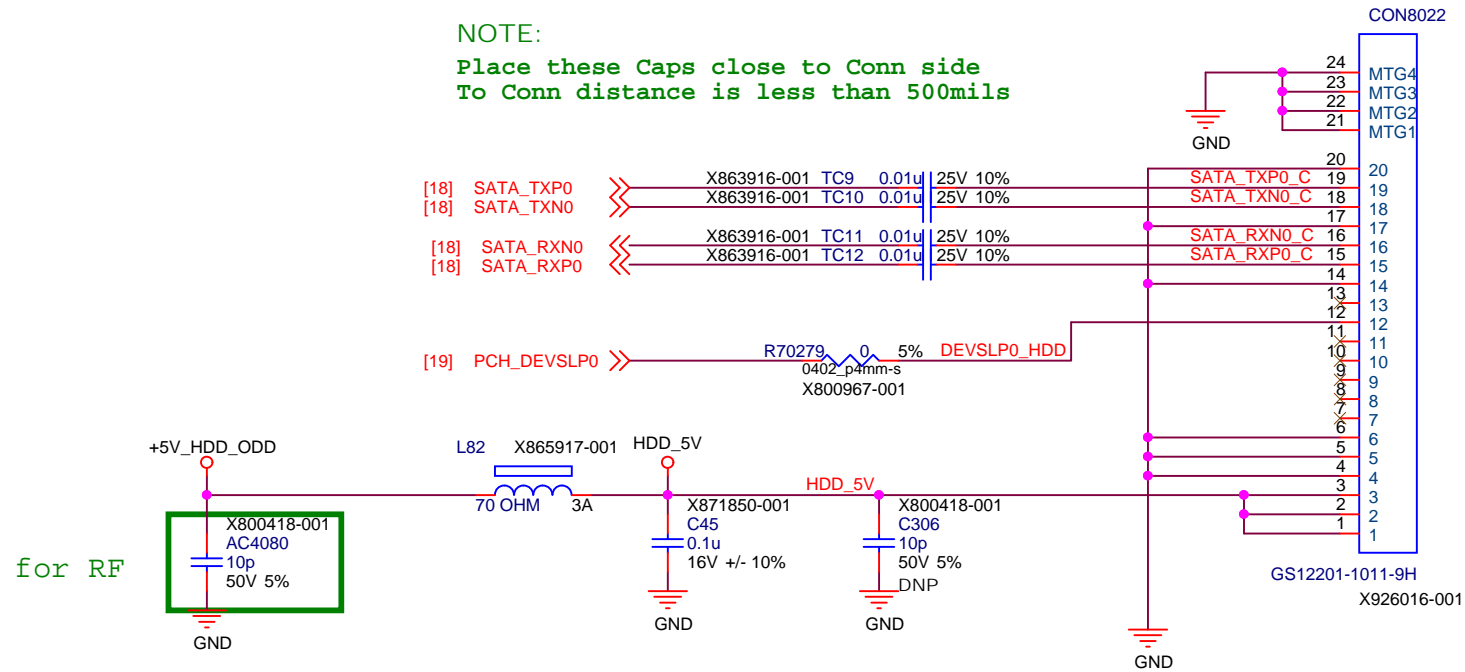 CON8022
NOTE:
Place these Caps close to Conn side
To Conn distance is less than 500mils
24 MTG4
23 MTG3
22 MTG2
21 MTG1
GND
20 20
[18] SATA_TXP0 X863916-001 TC9 0.01u 25V 10% SATA_TXP0_C 19 19
[18] SATA_TXN0 X863916-001 TC10 0.01u 25V 10% SATA_TXN0_C 18 18
17 17
[18] SATA_RXN0 X863916-001 TC11 0.01u 25V 10% SATA_RXN0_C 16 16
[18] SATA_RXP0 X863916-001 TC12 0.01u 25V 10% SATA_RXP0_C 15 15
14 14
13 13
12 12
[19] PCH_DEVSLP0 R70279 0 5% DEVSLP0_HDD
0402_p4mm-s
X800967-001
11 11
10 10
9 9
8 8
7 7
6 6
5 5
4 4
3 3
2 2
1 1
+5V_HDD_ODD
L82 X865917-001
70 OHM 3A
HDD_5V
HDD_5V
for RF
X800418-001
AC4080
10p
50V 5%
GND
X871850-001
C45
0.1u
16V +/- 10%
GND
X800418-001
C306
10p
50V 5%
DNP
GND
GND
GS12201-1011-9H
X926016-001